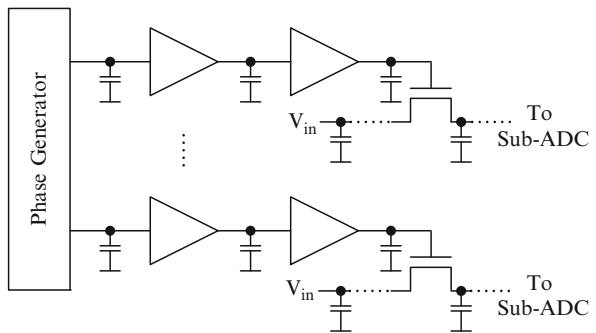 Phase Generator
V_in
To
Sub-ADC
V_in
To
Sub-ADC